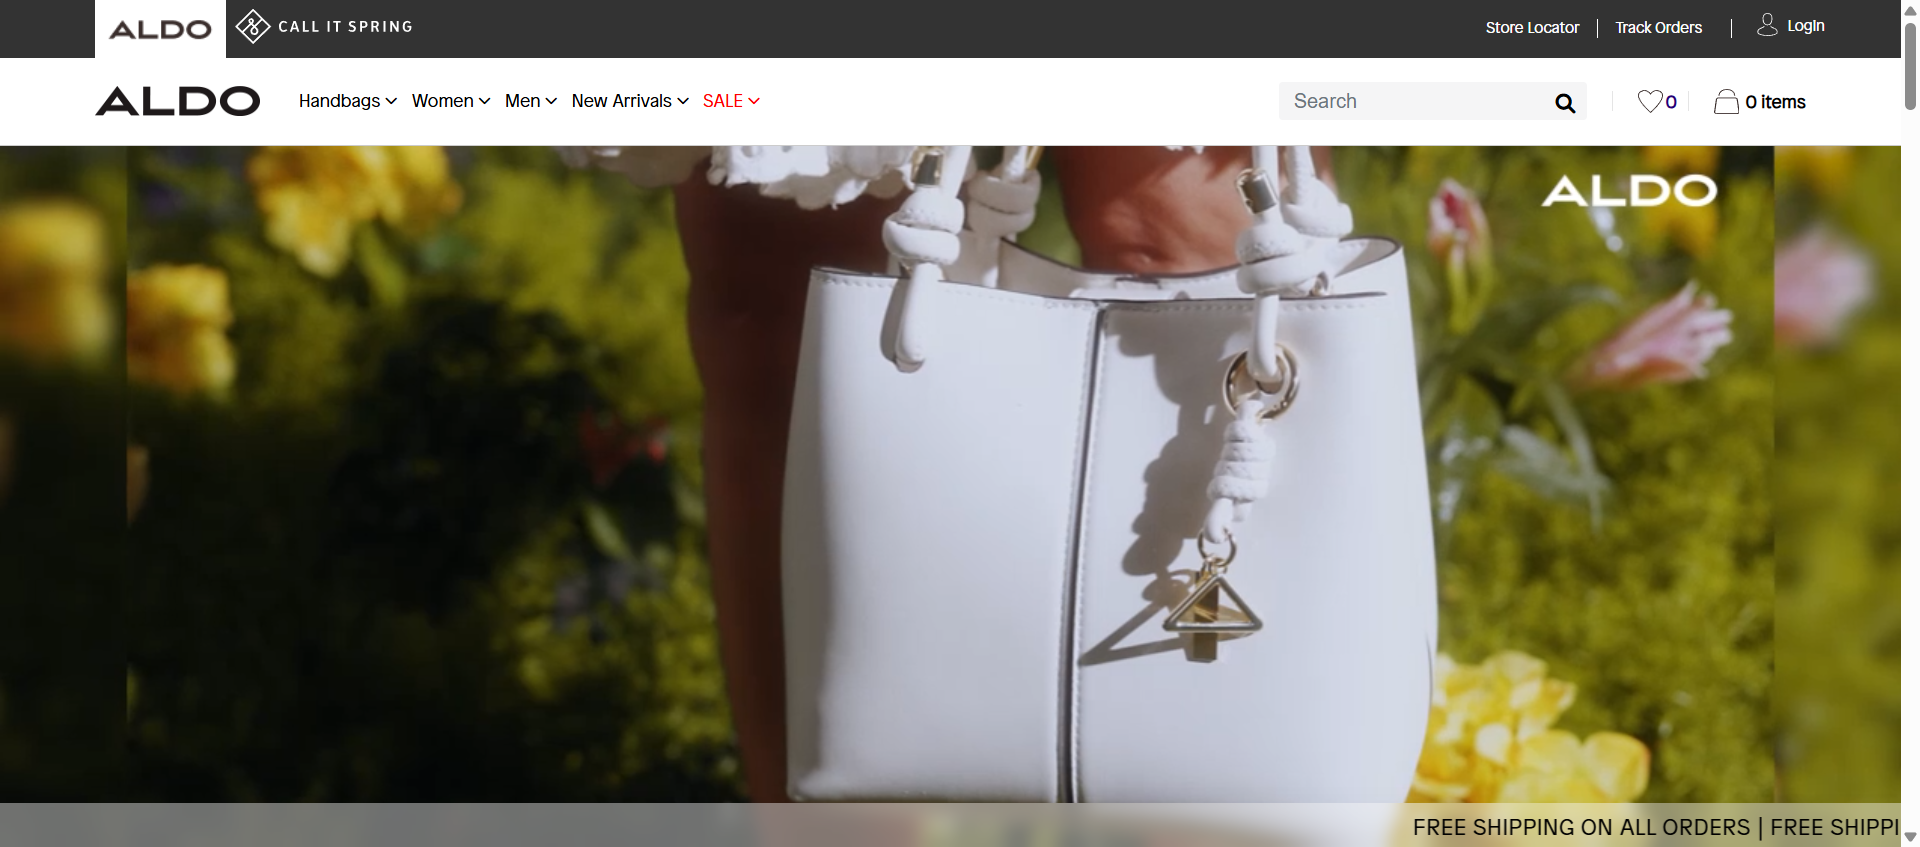 ALDO CALL IT SPRING Store Locator Track Orders Login
ALDO Handbags Women Men New Arrivals SALE Search 0 0 items
ALDO
FREE SHIPPING ON ALL ORDERS | FREE SHIPPI